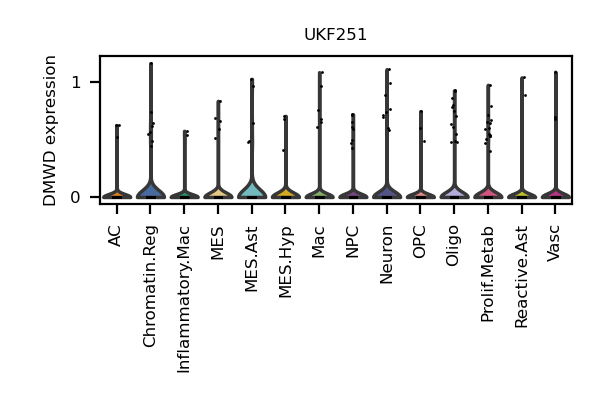 UKF251
DMWD expression
1
0
AC
Chromatin.Reg
Inflammatory.Mac
MES
MES.Ast
MES.Hyp
Mac
NPC
Neuron
OPC
Oligo
Prolif.Metab
Reactive.Ast
Vasc